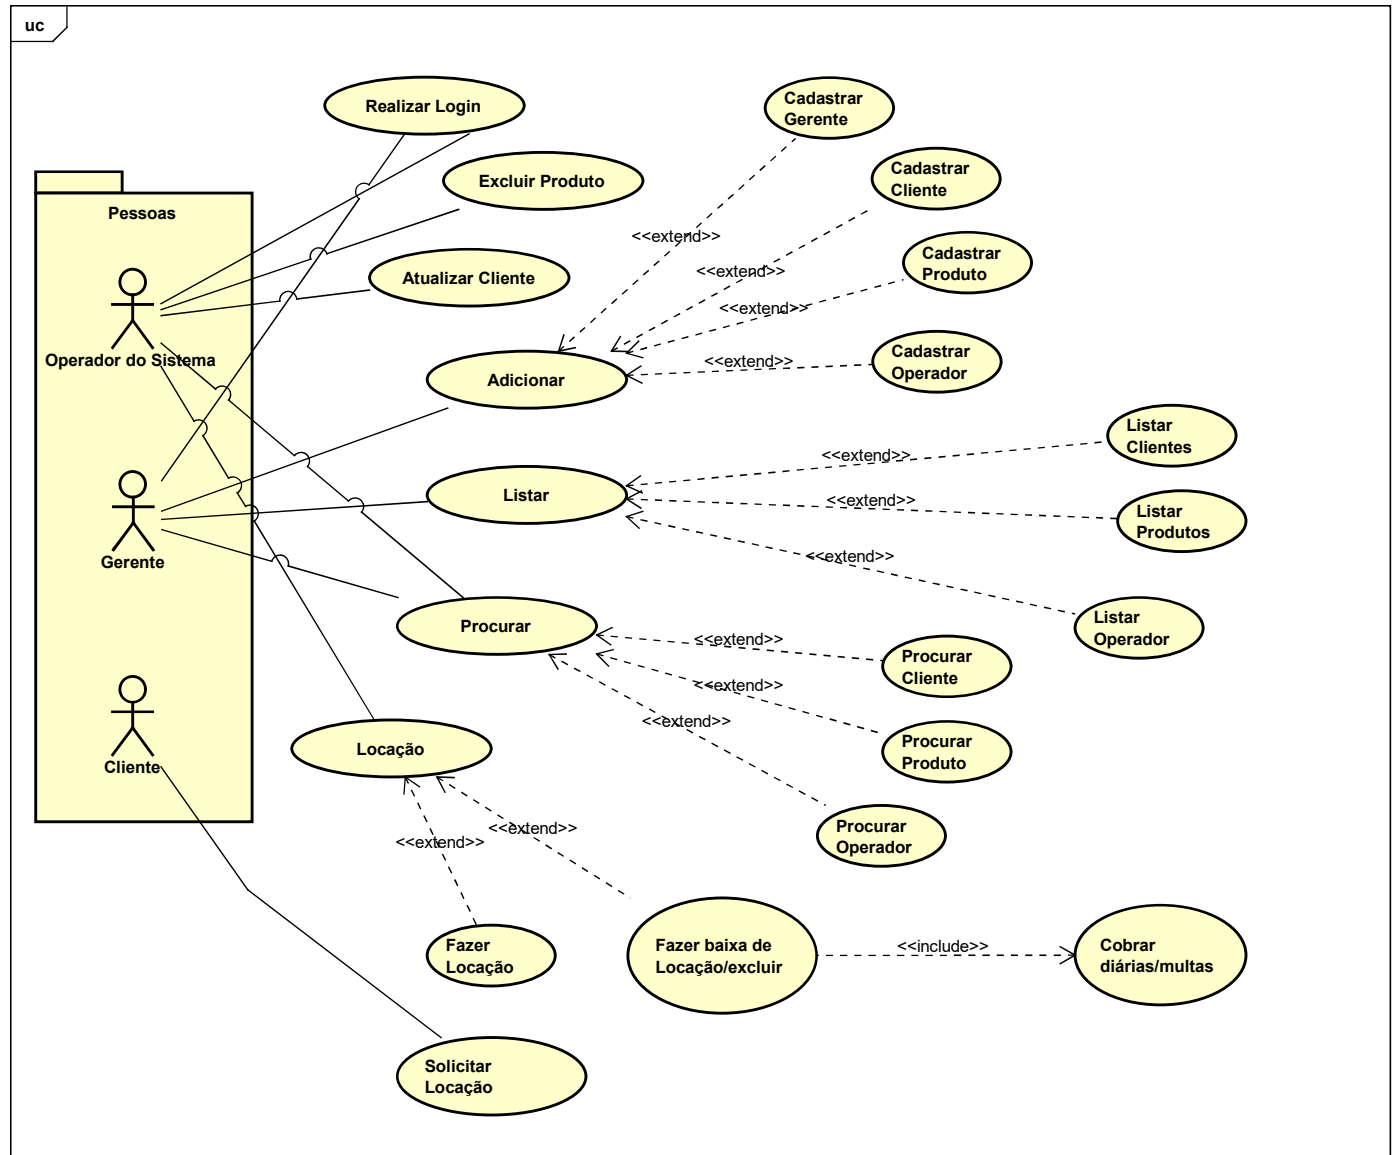 uc
Realizar Login
Cadastrar
Gerente
Excluir Produto
Cadastrar
Cliente
Pessoas
<<extend>>
Cadastrar
Produto
Atualizar Cliente
<<extend>>
<<extend>>
Operador do Sistema
Adicionar
<<extend>>
Cadastrar
Operador
Listar
Clientes
<<extend>>
Listar
<<extend>>
Listar
Produtos
Gerente
<<extend>>
Listar
Operador
Procurar
<<extend>>
Procurar
Cliente
<<extend>>
<<extend>>
Procurar
Produto
Locação
Cliente
Procurar
Operador
<<extend>>
<<extend>>
Fazer
Locação
Fazer baixa de
Locação/excluir
<<include>>
Cobrar
diárias/multas
Solicitar
Locação